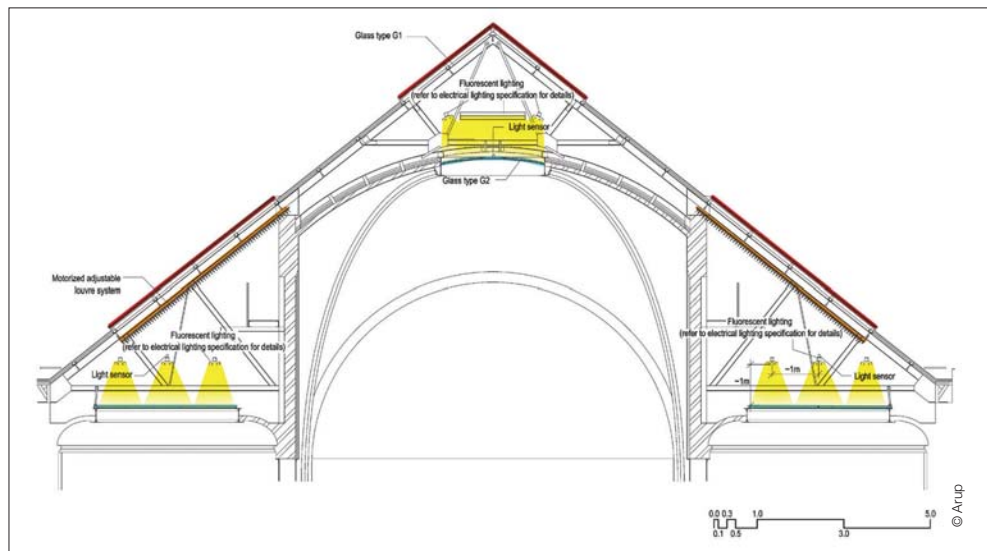 Glass type G1
Fluorescent lighting
(refer to electrical lighting specification for details)
Light sensor
Glass type G2
Motorized adjustable
louvre system
Fluorescent lighting
(refer to electrical lighting specification for details)
Light sensor
Fluorescent lighting
(refer to electrical lighting specification for details)
Light sensor
~1m
~1m
0.0 0.3 1.0 5.0
0.1 0.5 3.0
© Arup